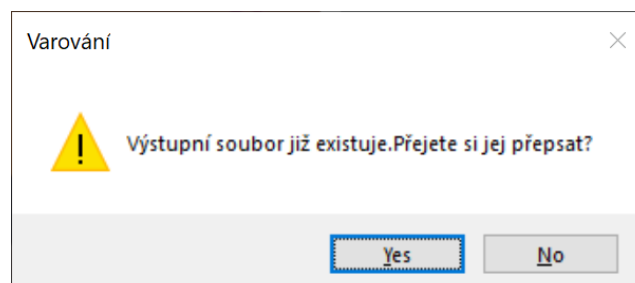 Varování
Výstupní soubor již existuje.Přejete si jej přepsat?
Yes
No